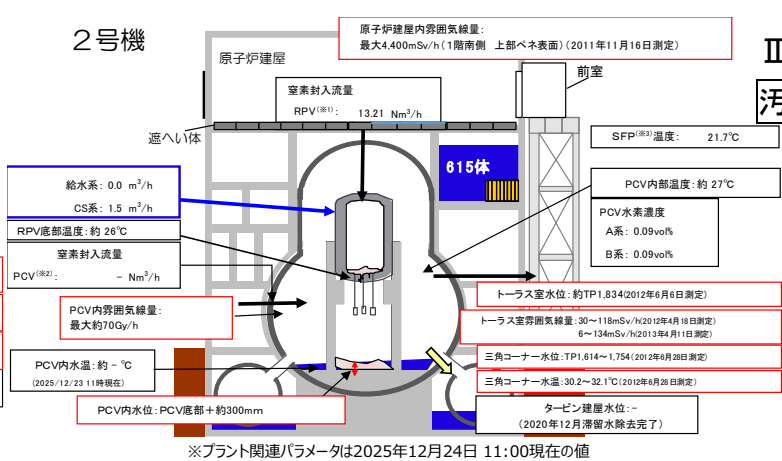 2号機
原子炉建屋
原子炉建屋内雰囲気線量:
最大4,400mSv/h(1階南側 上部ペネ表面)(2011年11月16日測定)
Ⅱ
前室
汚
窒素封入流量
RPV(※1): 13.21 Nm³/h
遮へい体
SFP(※3)温度: 21.7℃
615体
給水系: 0.0 m³/h
CS系: 1.5 m³/h
PCV内部温度: 約 27℃
RPV底部温度: 約 26℃
PCV水素濃度
A系: 0.09vol%
B系: 0.09vol%
窒素封入流量
PCV(※2): - Nm³/h
トーラス室水位: 約TP1,834(2012年6月6日測定)
PCV内雰囲気線量:
最大約70Gy/h
トーラス室雰囲気線量: 30～118mSv/h(2012年4月18日測定)
6～134mSv/h(2013年4月11日測定)
PCV内水温: 約 - ℃
(2025/12/23 11時現在)
三角コーナー水位: TP1,614～1,754(2012年6月28日測定)
三角コーナー水温: 30.2～32.1℃(2012年6月28日測定)
PCV内水位: PCV底部+約300mm
タービン建屋水位: -
(2020年12月滞留水除去完了)
※プラント関連パラメータは2025年12月24日 11:00現在の値